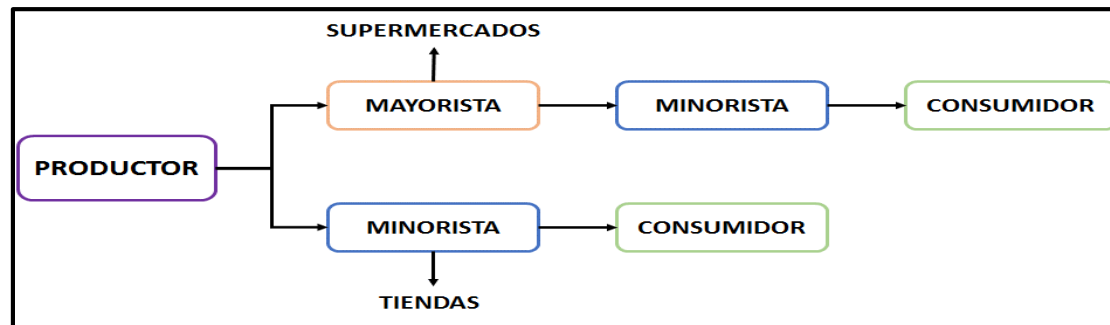 SUPERMERCADOS
MAYORISTA
MINORISTA
CONSUMIDOR
PRODUCTOR
MINORISTA
CONSUMIDOR
TIENDAS